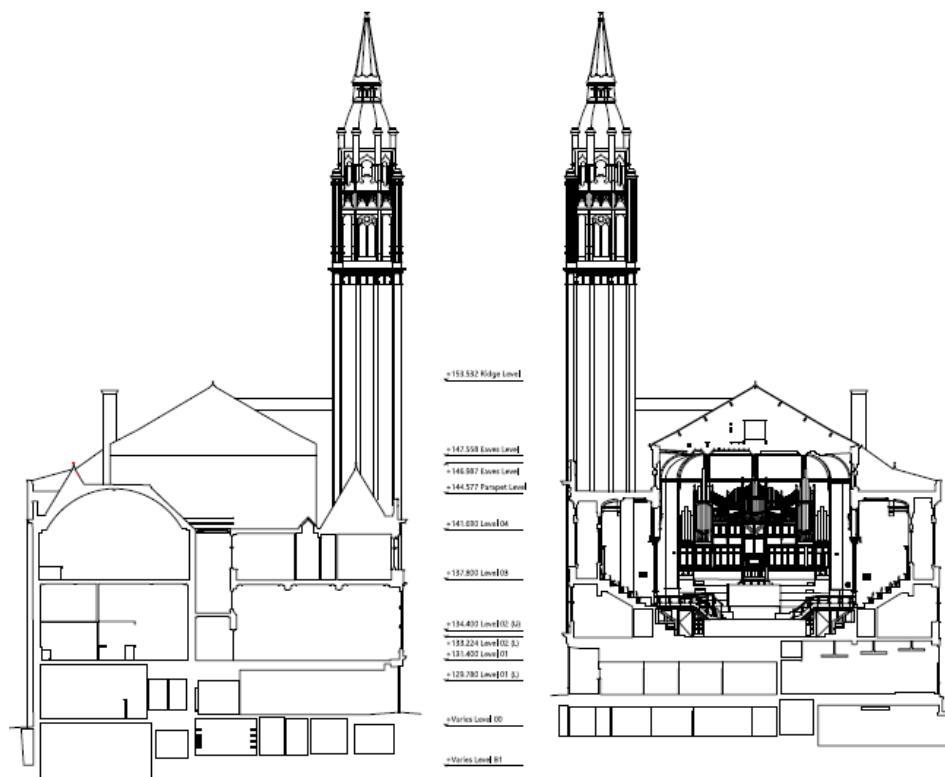 +153.532 Ridge Level
+147.558 Eaves Level
+146.987 Eaves Level
+144.577 Parapet Level
+141.030 Level 04
+137.800 Level 03
+134.400 Level 02 (U)
+133.224 Level 02 (L)
+131.400 Level 01
+129.780 Level 01 (L)
+Varies Level 00
+Varies Level B1